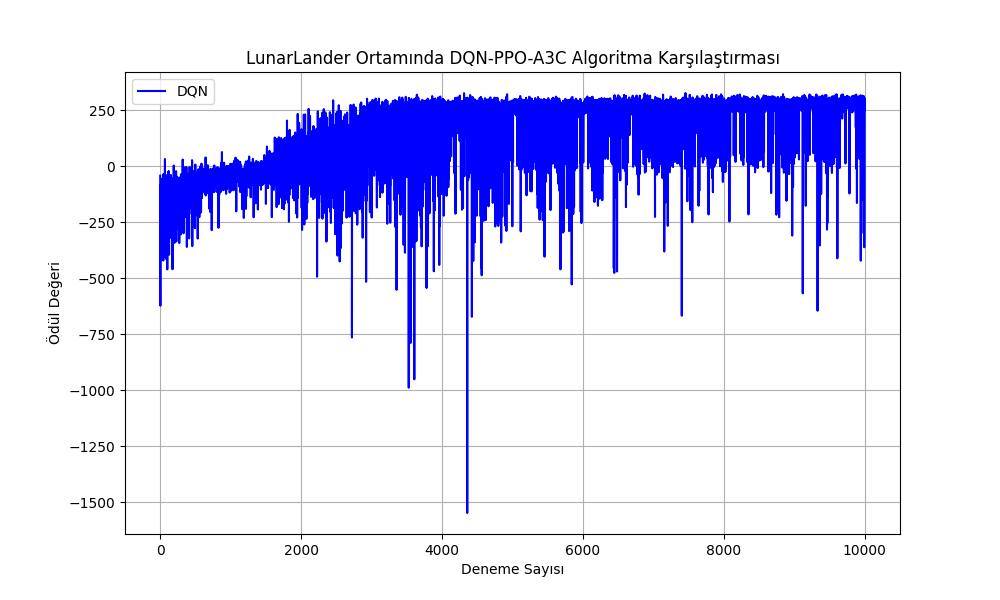 LunarLander Ortamında DQN-PPO-A3C Algoritma Karşılaştırması
DQN
250
0
−250
−500
−750
−1000
−1250
−1500
Ödül Değeri
0 2000 4000 6000 8000 10000
Deneme Sayısı